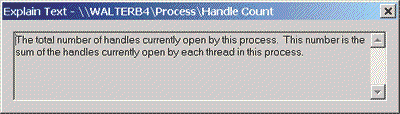 Explain Text - \\WALTERB4\Process\Handle Count
The total number of handles currently open by this process.  This number is the
sum of the handles currently open by each thread in this process.